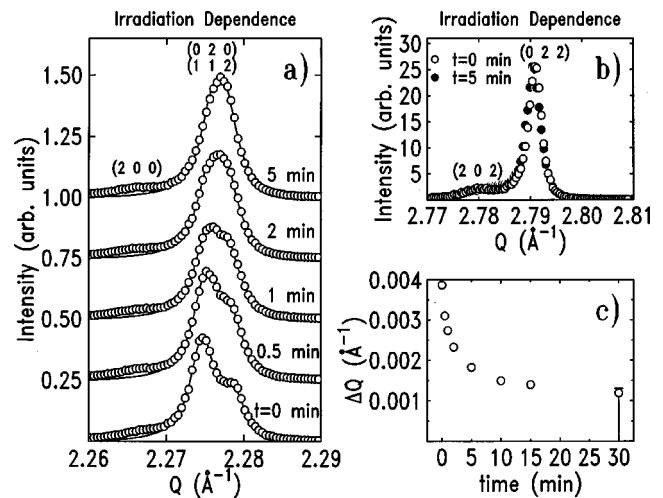 Irradiation Dependence
a)
(0 2 0)
(1 1 2)
(2 0 0)
5 min
2 min
1 min
0.5 min
t=0 min
1.50
1.25
1.00
0.75
0.50
0.25
Intensity (arb. units)
2.26 2.27 2.28 2.29
Q (Å⁻¹)
Irradiation Dependence
b)
t=0 min (0 2 2)
t=5 min
(2 0 2)
30
25
20
15
10
5
Intensity (arb. units)
2.77 2.78 2.79 2.80 2.81
Q (Å⁻¹)
c)
0.004
0.003
0.002
0.001
ΔQ (Å⁻¹)
0 5 10 15 20 25 30
time (min)